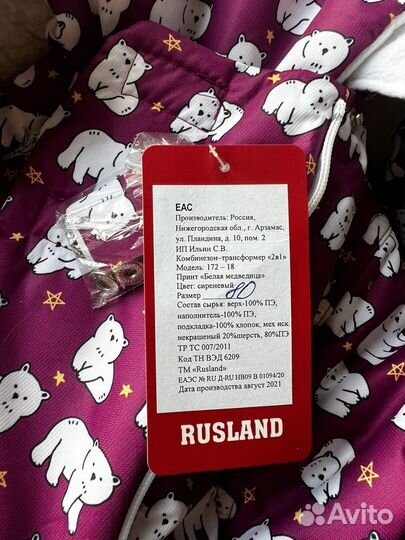 EAC
Производитель: Россия,
Нижегородская обл., г. Арзамас,
ул. Пландина, д. 10, пом. 2
ИП Ильин С.В.
Комбинезон-трансформер «2в1»
Модель: 172 – 18
Принт «Белая медведица»
Цвет: сиреневый
Размер 80
Состав сырья: верх-100% ПЭ,
наполнитель-100% ПЭ,
подкладка-100% хлопок, мех иск.
некрашеный 20%шерсть, 80%ПЭ
ТР ТС 007/2011
Код ТН ВЭД 6209
ТМ «Rusland»
ЕАЭС № RU Д-RU.НВ09.В.01094/20
Дата производства август 2021
RUSLAND
Avito